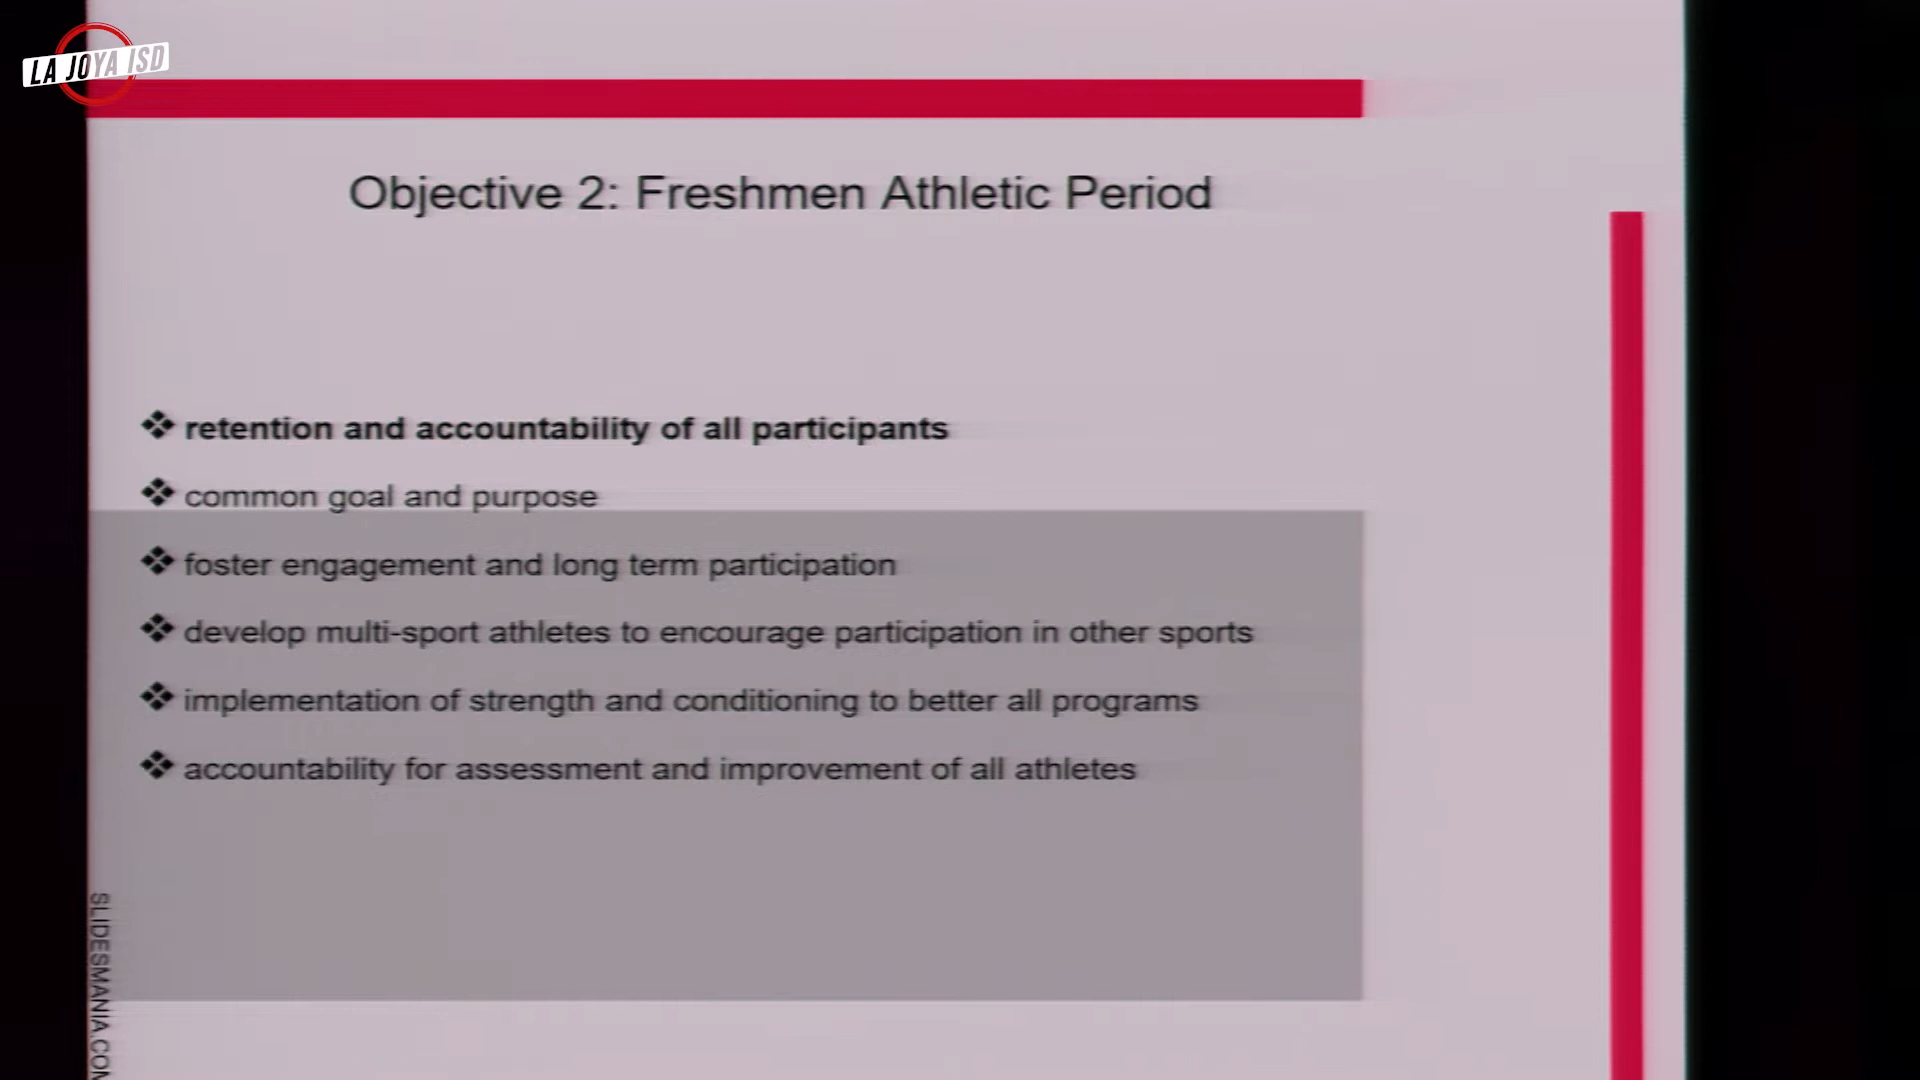 LA JOYA ISD
Objective 2: Freshmen Athletic Period
❖ retention and accountability of all participants
❖ common goal and purpose
❖ foster engagement and long term participation
❖ develop multi-sport athletes to encourage participation in other sports
❖ implementation of strength and conditioning to better all programs
❖ accountability for assessment and improvement of all athletes
SLIDESMANIA.COM